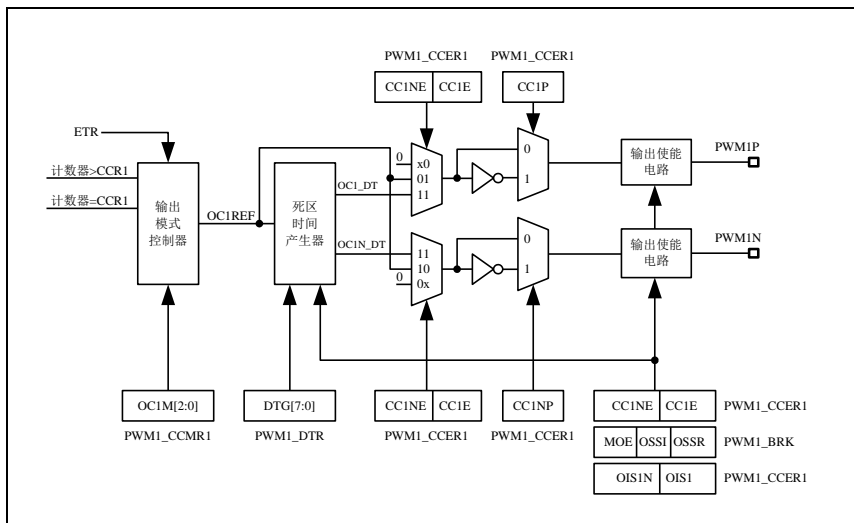 PWM1_CCER1 PWM1_CCER1
CC1NE CC1E CC1P
ETR
计数器>CCR1
计数器=CCR1
输出
模式
控制器
OC1REF
死区
时间
产生器
OC1_DT
OC1N_DT
0
x0
01
11
0
1
输出使能
电路
PWM1P
11
10
0x
0
0
1
输出使能
电路
PWM1N
OC1M[2:0] DTG[7:0] CC1NE CC1E CC1NP CC1NE CC1E PWM1_CCER1
PWM1_CCMR1 PWM1_DTR PWM1_CCER1 PWM1_CCER1
MOE OSSI OSSR PWM1_BRK
OIS1N OIS1 PWM1_CCER1